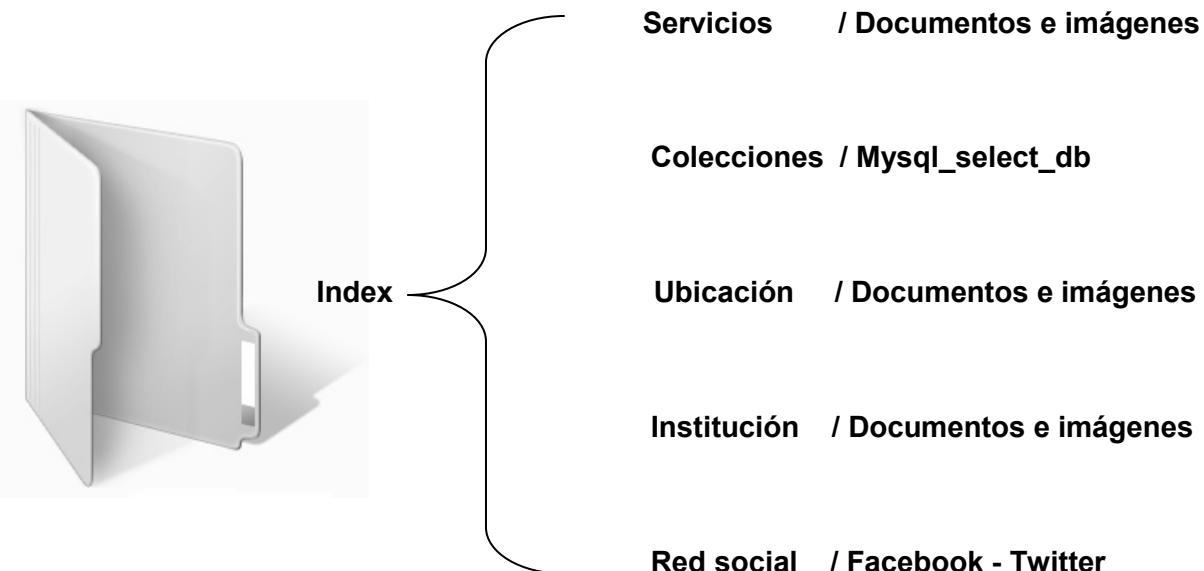 Servicios / Documentos e imágenes
Colecciones / Mysql_select_db
Index
Ubicación / Documentos e imágenes
Institución / Documentos e imágenes
Red social / Facebook - Twitter